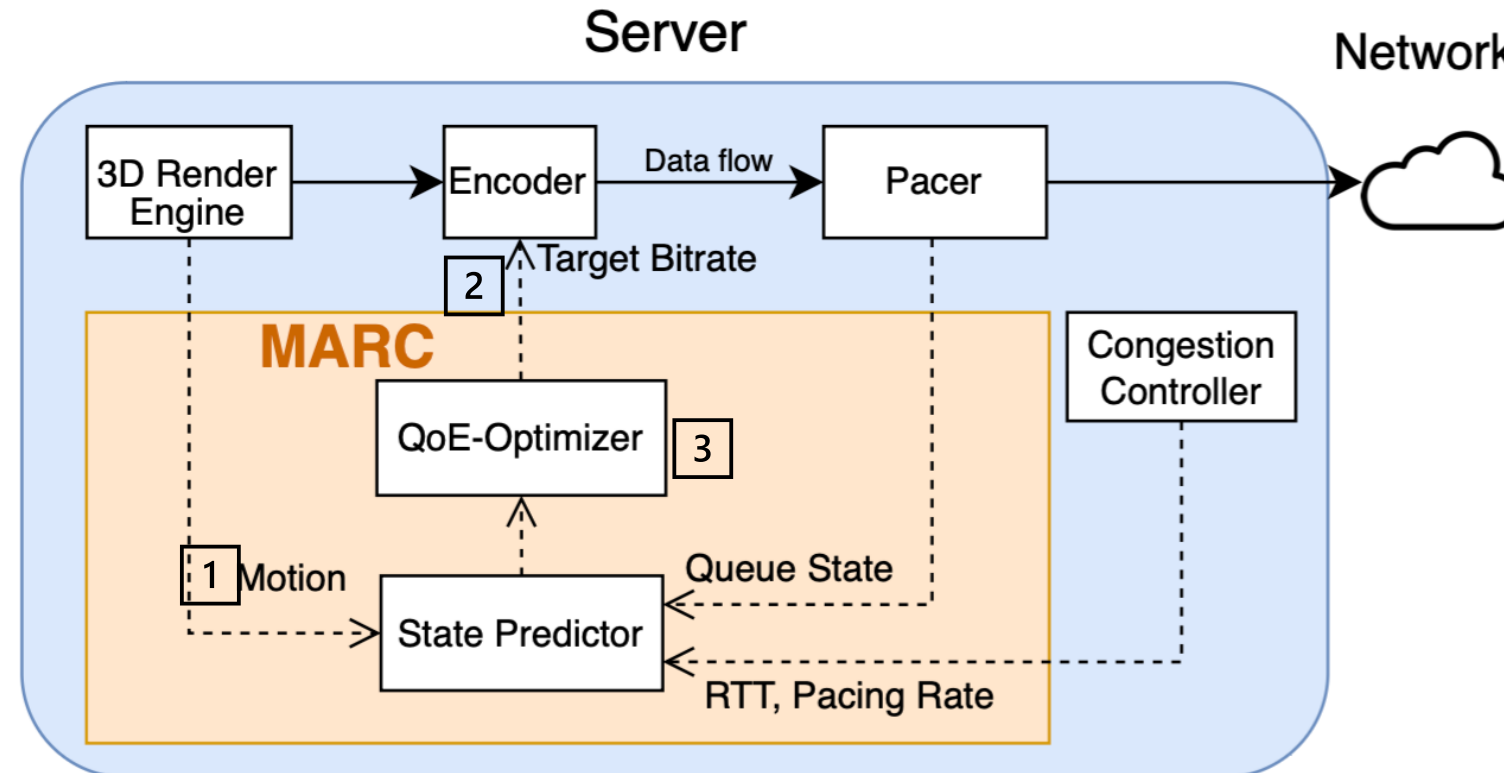 Server
Network
3D Render
Engine
Encoder
Data flow
Pacer
2
Target Bitrate
MARC
Congestion
Controller
QoE-Optimizer
3
1
Motion
Queue State
State Predictor
RTT, Pacing Rate